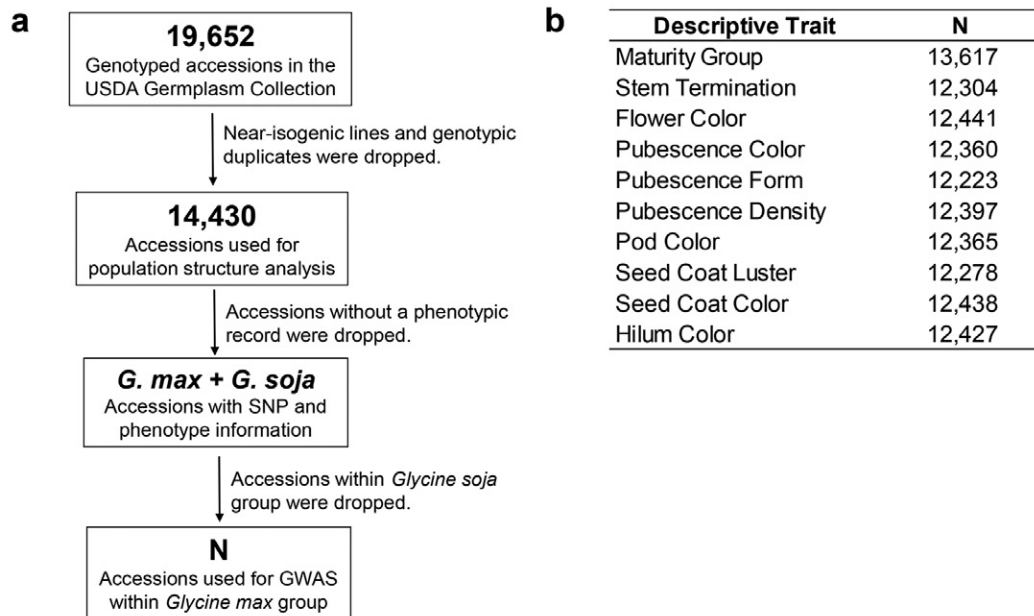 a
19,652
Genotyped accessions in the
USDA Germplasm Collection
Near-isogenic lines and genotypic
duplicates were dropped.
14,430
Accessions used for
population structure analysis
Accessions without a phenotypic
record were dropped.
G. max + G. soja
Accessions with SNP and
phenotype information
Accessions within Glycine soja
group were dropped.
N
Accessions used for GWAS
within Glycine max group
b
Descriptive Trait N
Maturity Group 13,617
Stem Termination 12,304
Flower Color 12,441
Pubescence Color 12,360
Pubescence Form 12,223
Pubescence Density 12,397
Pod Color 12,365
Seed Coat Luster 12,278
Seed Coat Color 12,438
Hilum Color 12,427